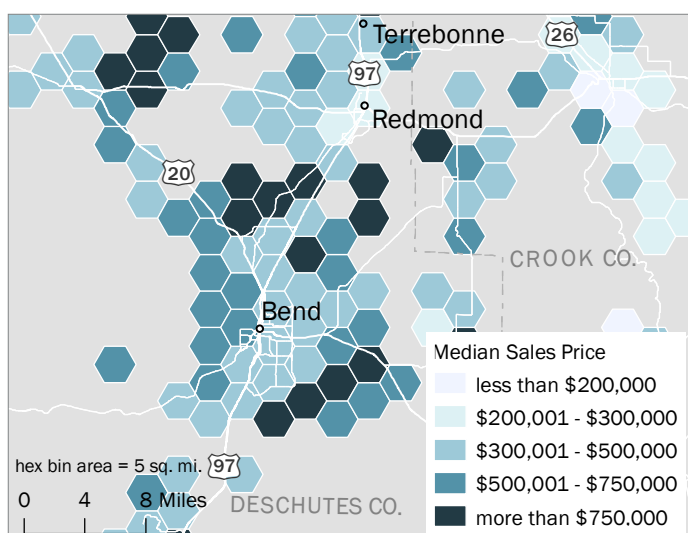 Terrebonne
26
97
Redmond
20
CROOK CO.
Bend
Median Sales Price
less than $200,000
$200,001 - $300,000
$300,001 - $500,000
$500,001 - $750,000
more than $750.000
hex bin area = 5 sq. mi.
97
0 4 8 Miles
DESCHUTES CO.